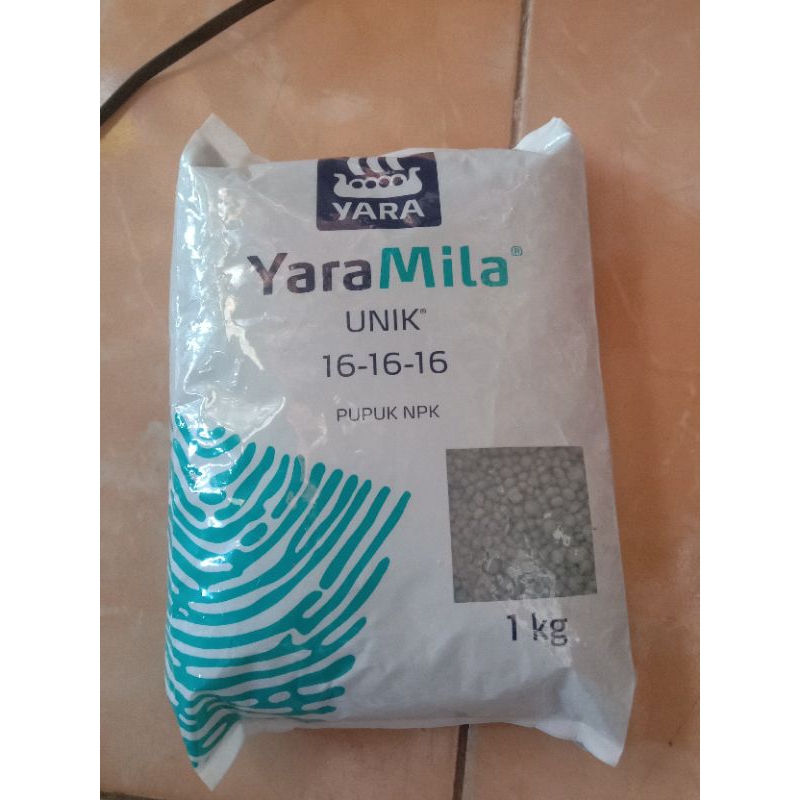 YARA
YaraMila®
UNIK®
16-16-16
PUPUK NPK
1 kg